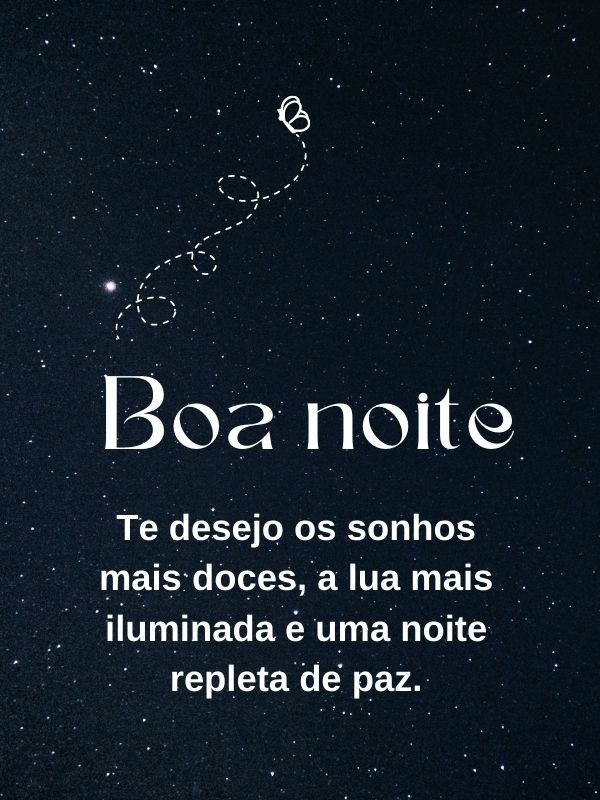 Boa noite
Te desejo os sonhos
mais doces, a lua mais
iluminada e uma noite
repleta de paz.